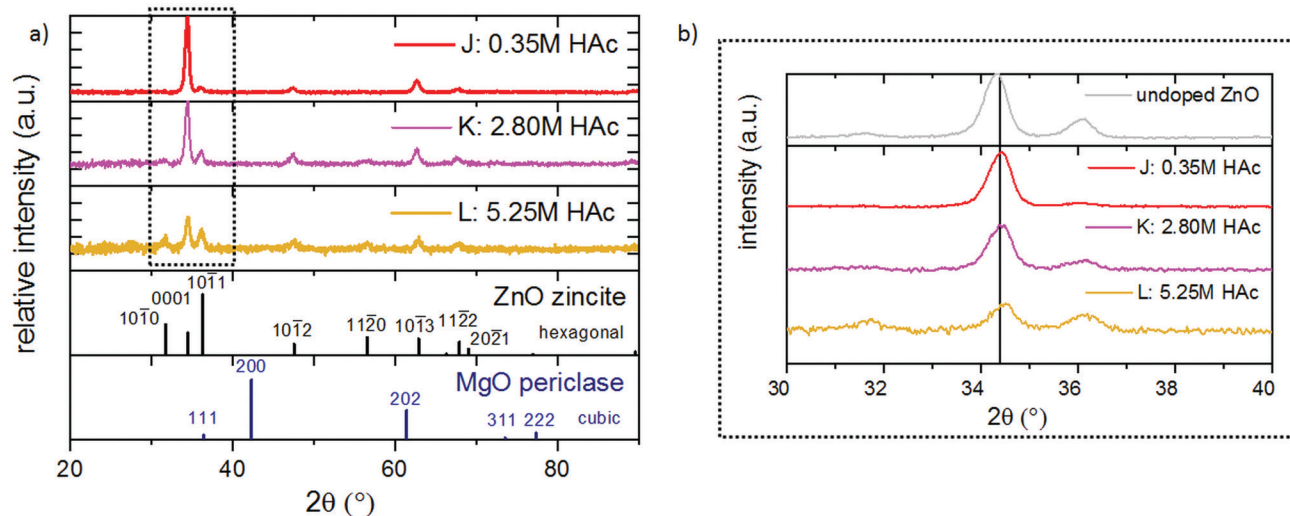 a)
relative intensity (a.u.)
J: 0.35M HAc
K: 2.80M HAc
L: 5.25M HAc
101̄1
0001
101̄0
ZnO zincite
hexagonal
101̄2
112̄0
101̄3
112̄2
202̄1
200
MgO periclase
cubic
111
202
311 222
20 40 60 80
2θ (°)
b)
intensity (a.u.)
undoped ZnO
J: 0.35M HAc
K: 2.80M HAc
L: 5.25M HAc
30 32 34 36 38 40
2θ (°)